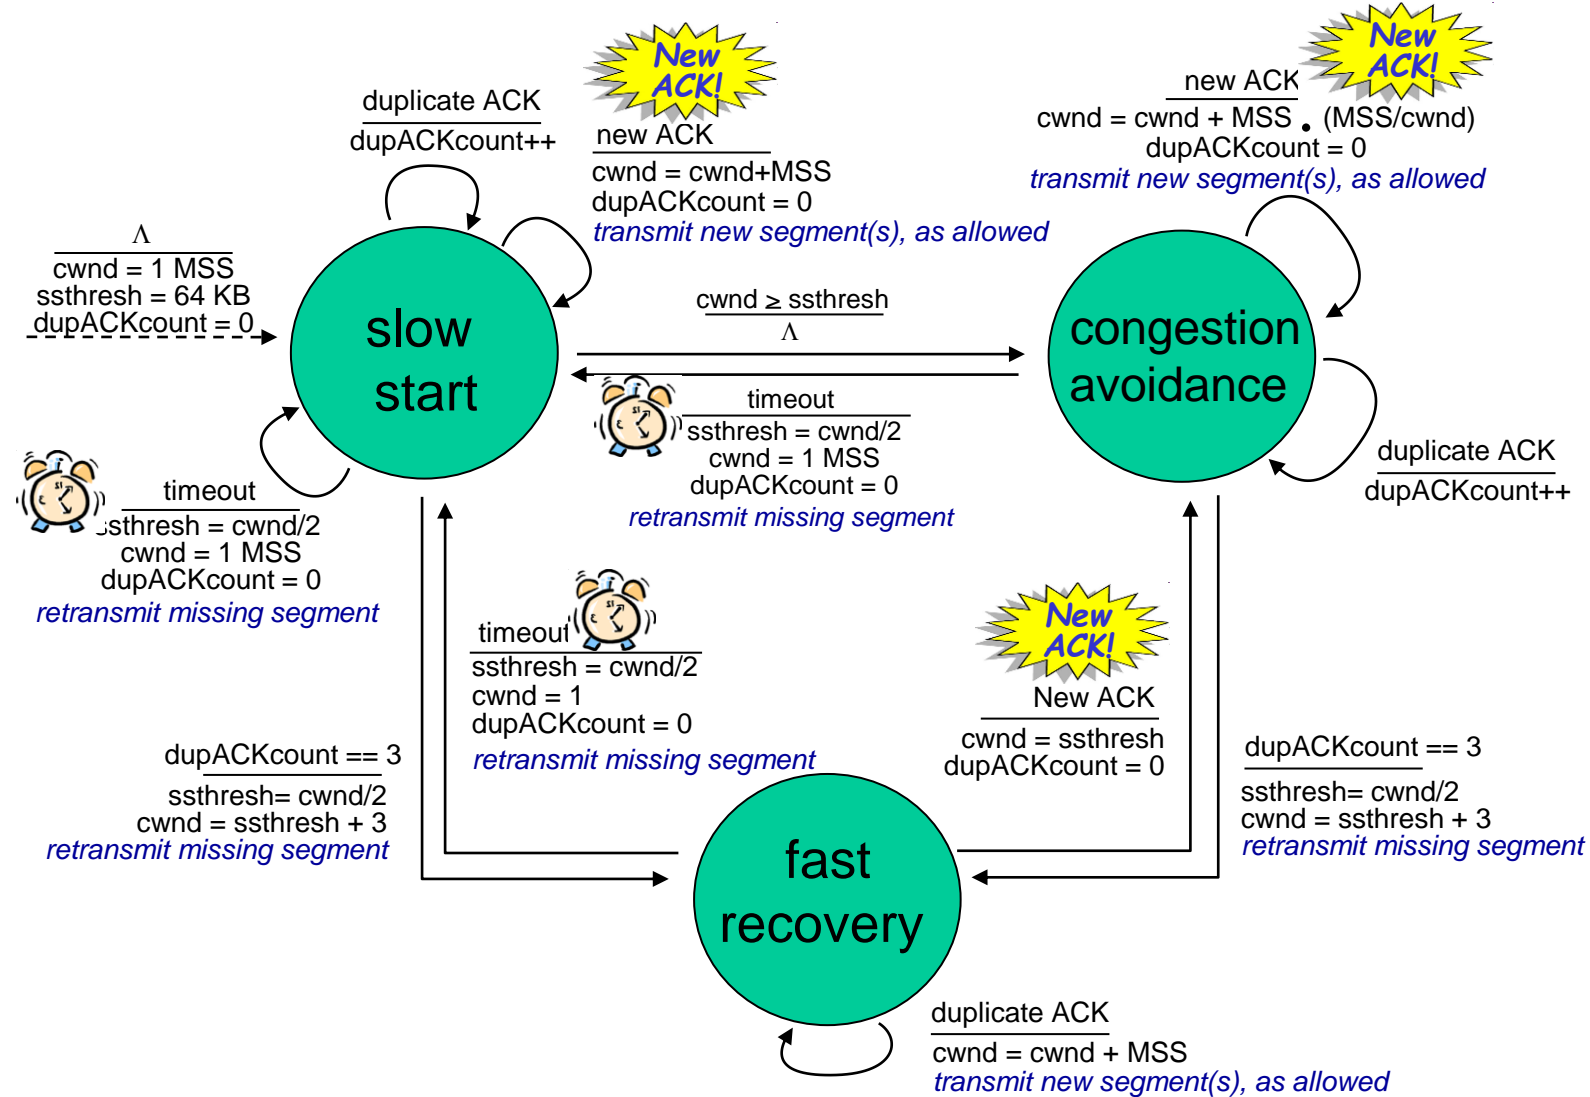 New
ACK!
duplicate ACK
dupACKcount++
new ACK
cwnd = cwnd+MSS
dupACKcount = 0
transmit new segment(s), as allowed
New
ACK!
new ACK
cwnd = cwnd + MSS • (MSS/cwnd)
dupACKcount = 0
transmit new segment(s), as allowed
Λ
cwnd = 1 MSS
ssthresh = 64 KB
dupACKcount = 0
slow
start
cwnd ≥ ssthresh
Λ
congestion
avoidance
timeout
ssthresh = cwnd/2
cwnd = 1 MSS
dupACKcount = 0
retransmit missing segment
duplicate ACK
dupACKcount++
timeout
ssthresh = cwnd/2
cwnd = 1 MSS
dupACKcount = 0
retransmit missing segment
timeout
ssthresh = cwnd/2
cwnd = 1
dupACKcount = 0
retransmit missing segment
New
ACK!
New ACK
cwnd = ssthresh
dupACKcount = 0
dupACKcount == 3
ssthresh= cwnd/2
cwnd = ssthresh + 3
retransmit missing segment
dupACKcount == 3
ssthresh= cwnd/2
cwnd = ssthresh + 3
retransmit missing segment
fast
recovery
duplicate ACK
cwnd = cwnd + MSS
transmit new segment(s), as allowed